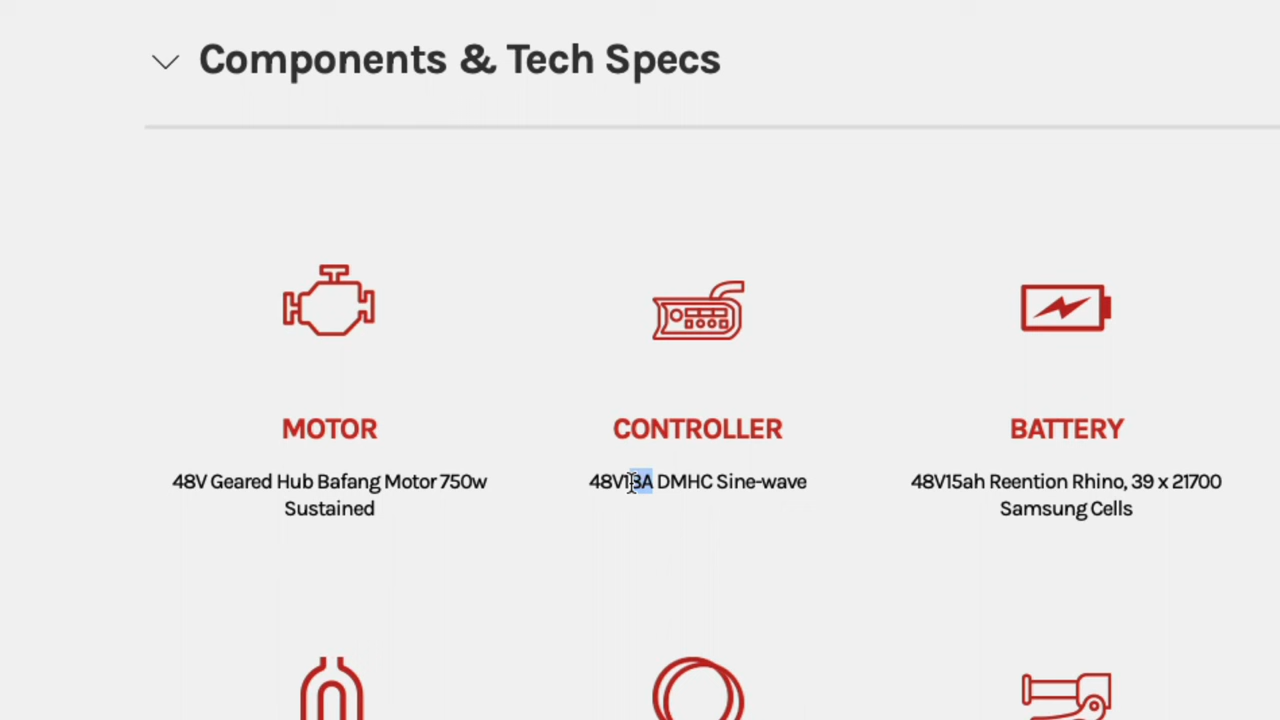 Components & Tech Specs
MOTOR
48V Geared Hub Bafang Motor 750w
Sustained
CONTROLLER
48V13A DMHC Sine-wave
BATTERY
48V15ah Reention Rhino, 39 x 21700
Samsung Cells